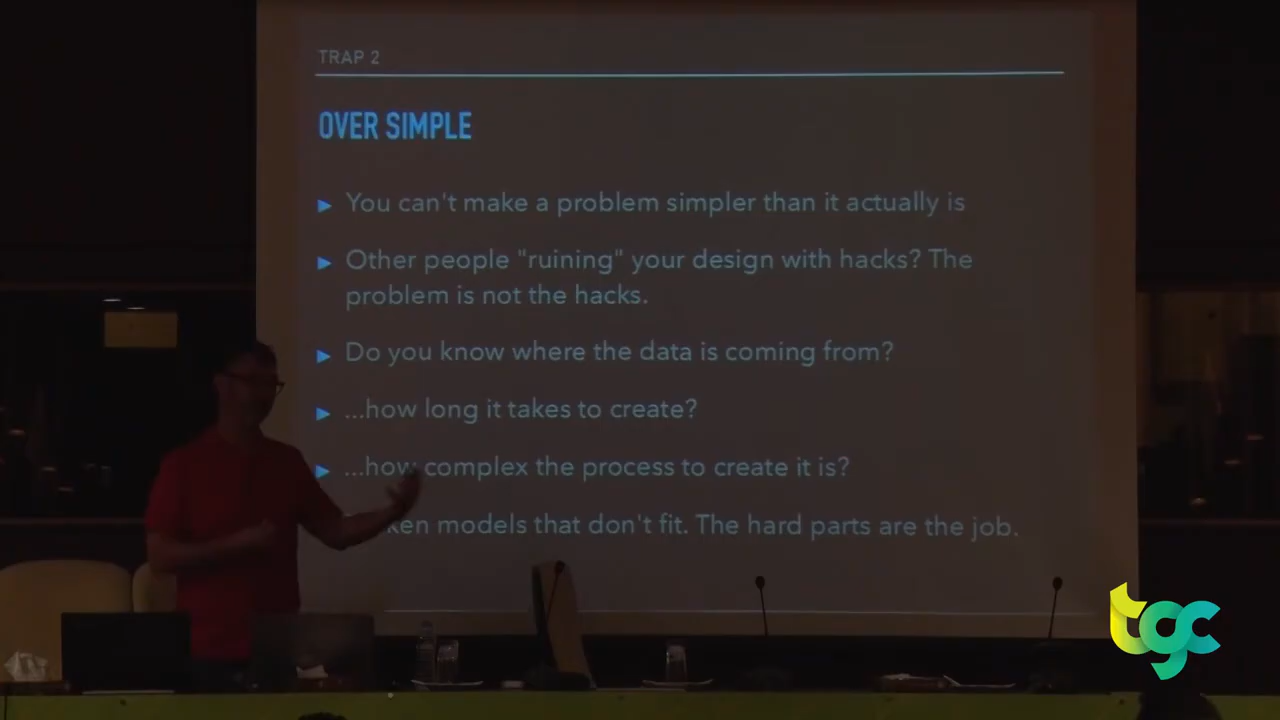 TRAP 2
OVER SIMPLE
You can't make a problem simpler than it actually is
Other people "ruining" your design with hacks? The
problem is not the hacks.
Do you know where the data is coming from?
...how long it takes to create?
...how complex the process to create it is?
models that don't fit. The hard parts are the job.
tgc